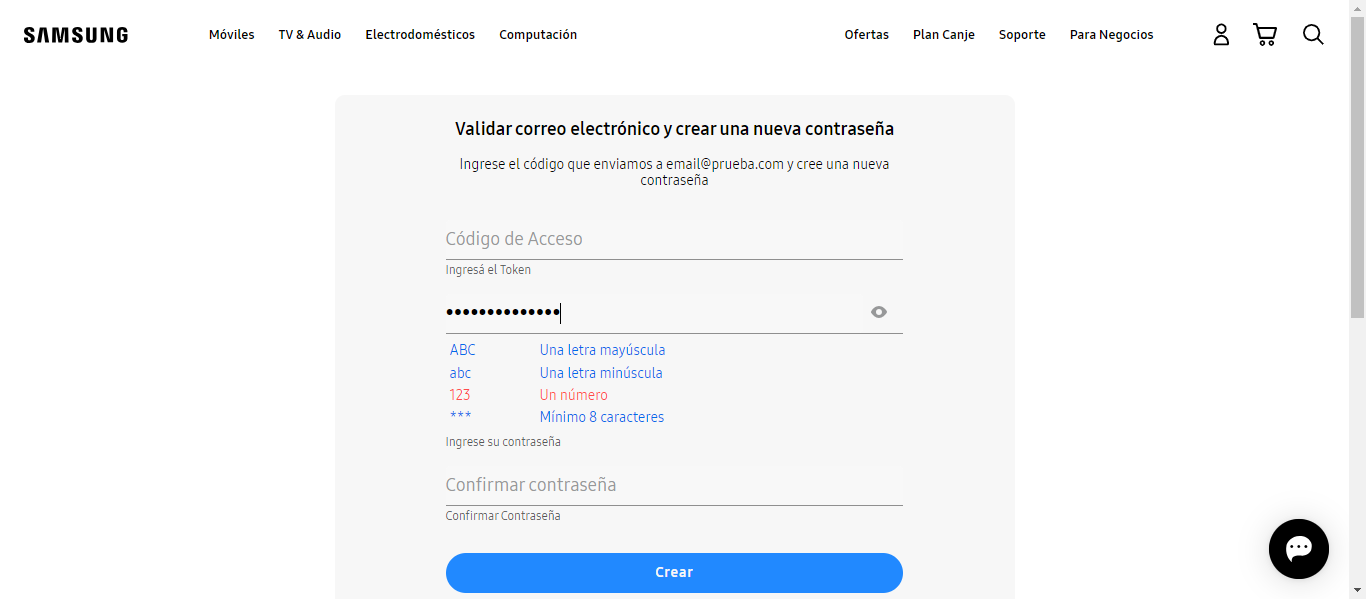 SAMSUNG Móviles TV & Audio Electrodomésticos Computación Ofertas Plan Canje Soporte Para Negocios
Validar correo electrónico y crear una nueva contraseña
Ingrese el código que enviamos a email@prueba.com y cree una nueva
contraseña
Código de Acceso
Ingresá el Token
••••••••••••••
ABC Una letra mayúscula
abc Una letra minúscula
123 Un número
*** Mínimo 8 caracteres
Ingrese su contraseña
Confirmar contraseña
Confirmar Contraseña
Crear